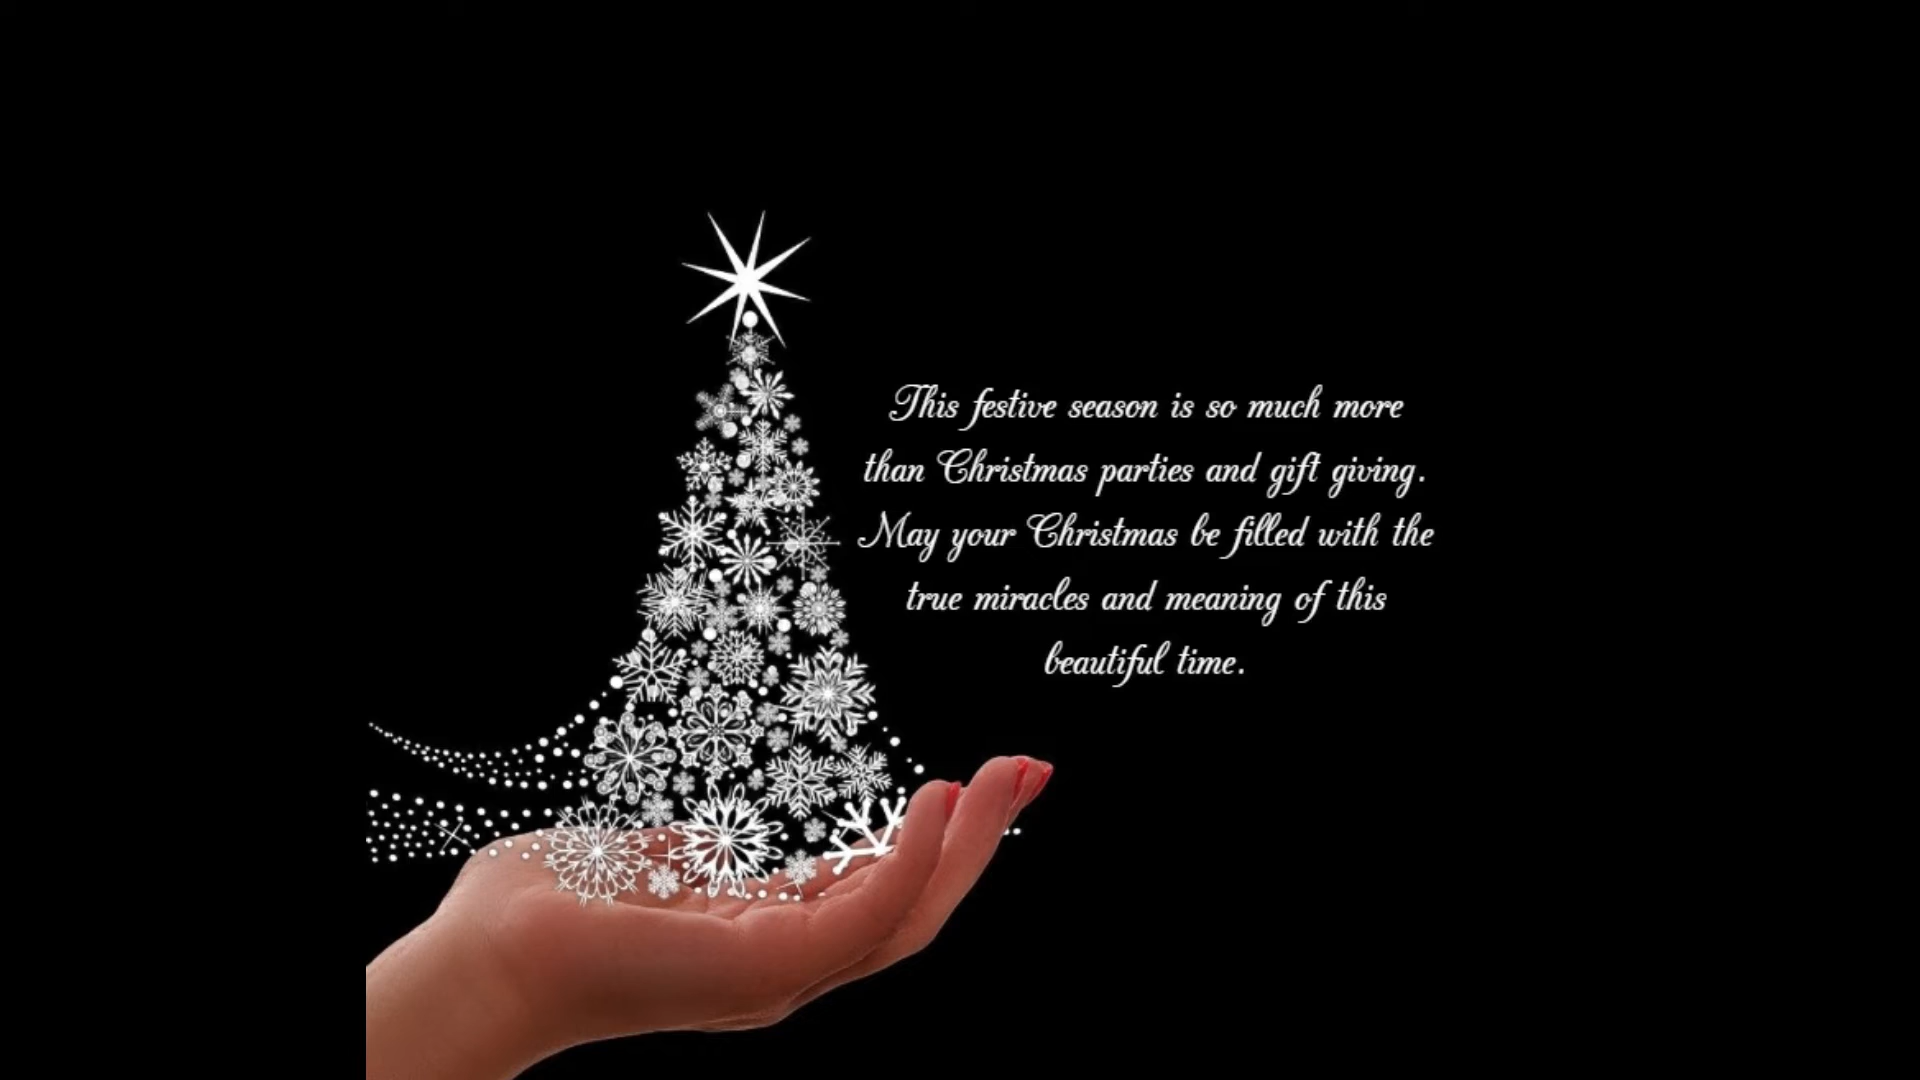 This festive season is so much more
than Christmas parties and gift giving.
May your Christmas be filled with the
true miracles and meaning of this
beautiful time.